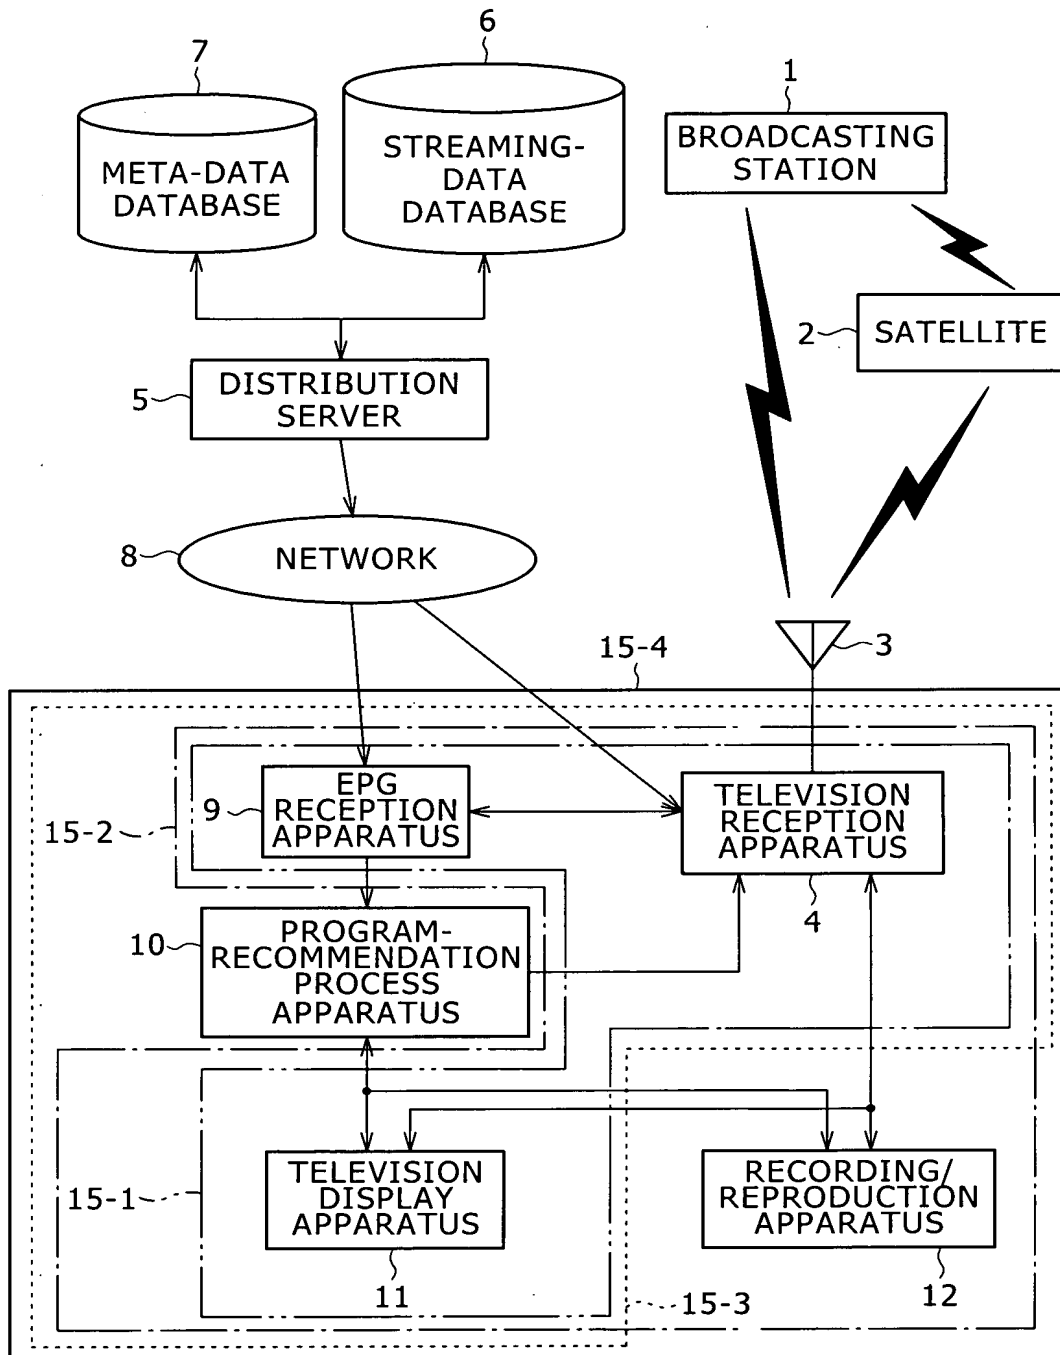 6
7
1
META-DATA
DATABASE
STREAMING-
DATA
DATABASE
BROADCASTING
STATION
2
SATELLITE
5
DISTRIBUTION
SERVER
8
NETWORK
3
15-4
9
EPG
RECEPTION
APPARATUS
TELEVISION
RECEPTION
APPARATUS
15-2
4
10
PROGRAM-
RECOMMENDATION
PROCESS
APPARATUS
15-1
TELEVISION
DISPLAY
APPARATUS
RECORDING/
REPRODUCTION
APPARATUS
11
15-3
12